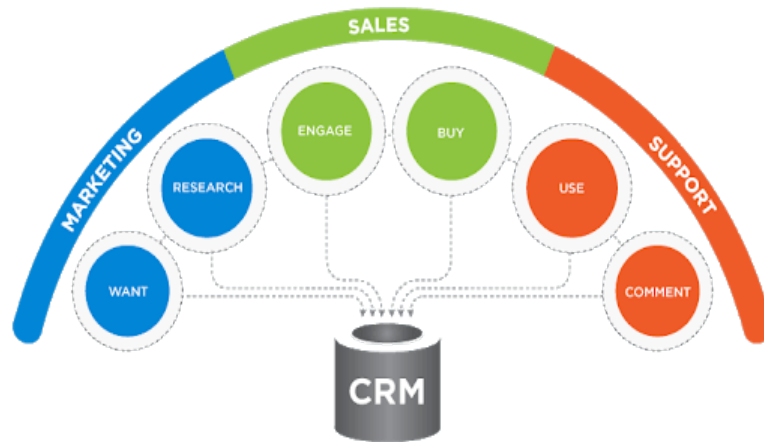 SALES
MARKETING
SUPPORT
ENGAGE
BUY
RESEARCH
USE
WANT
COMMENT
CRM